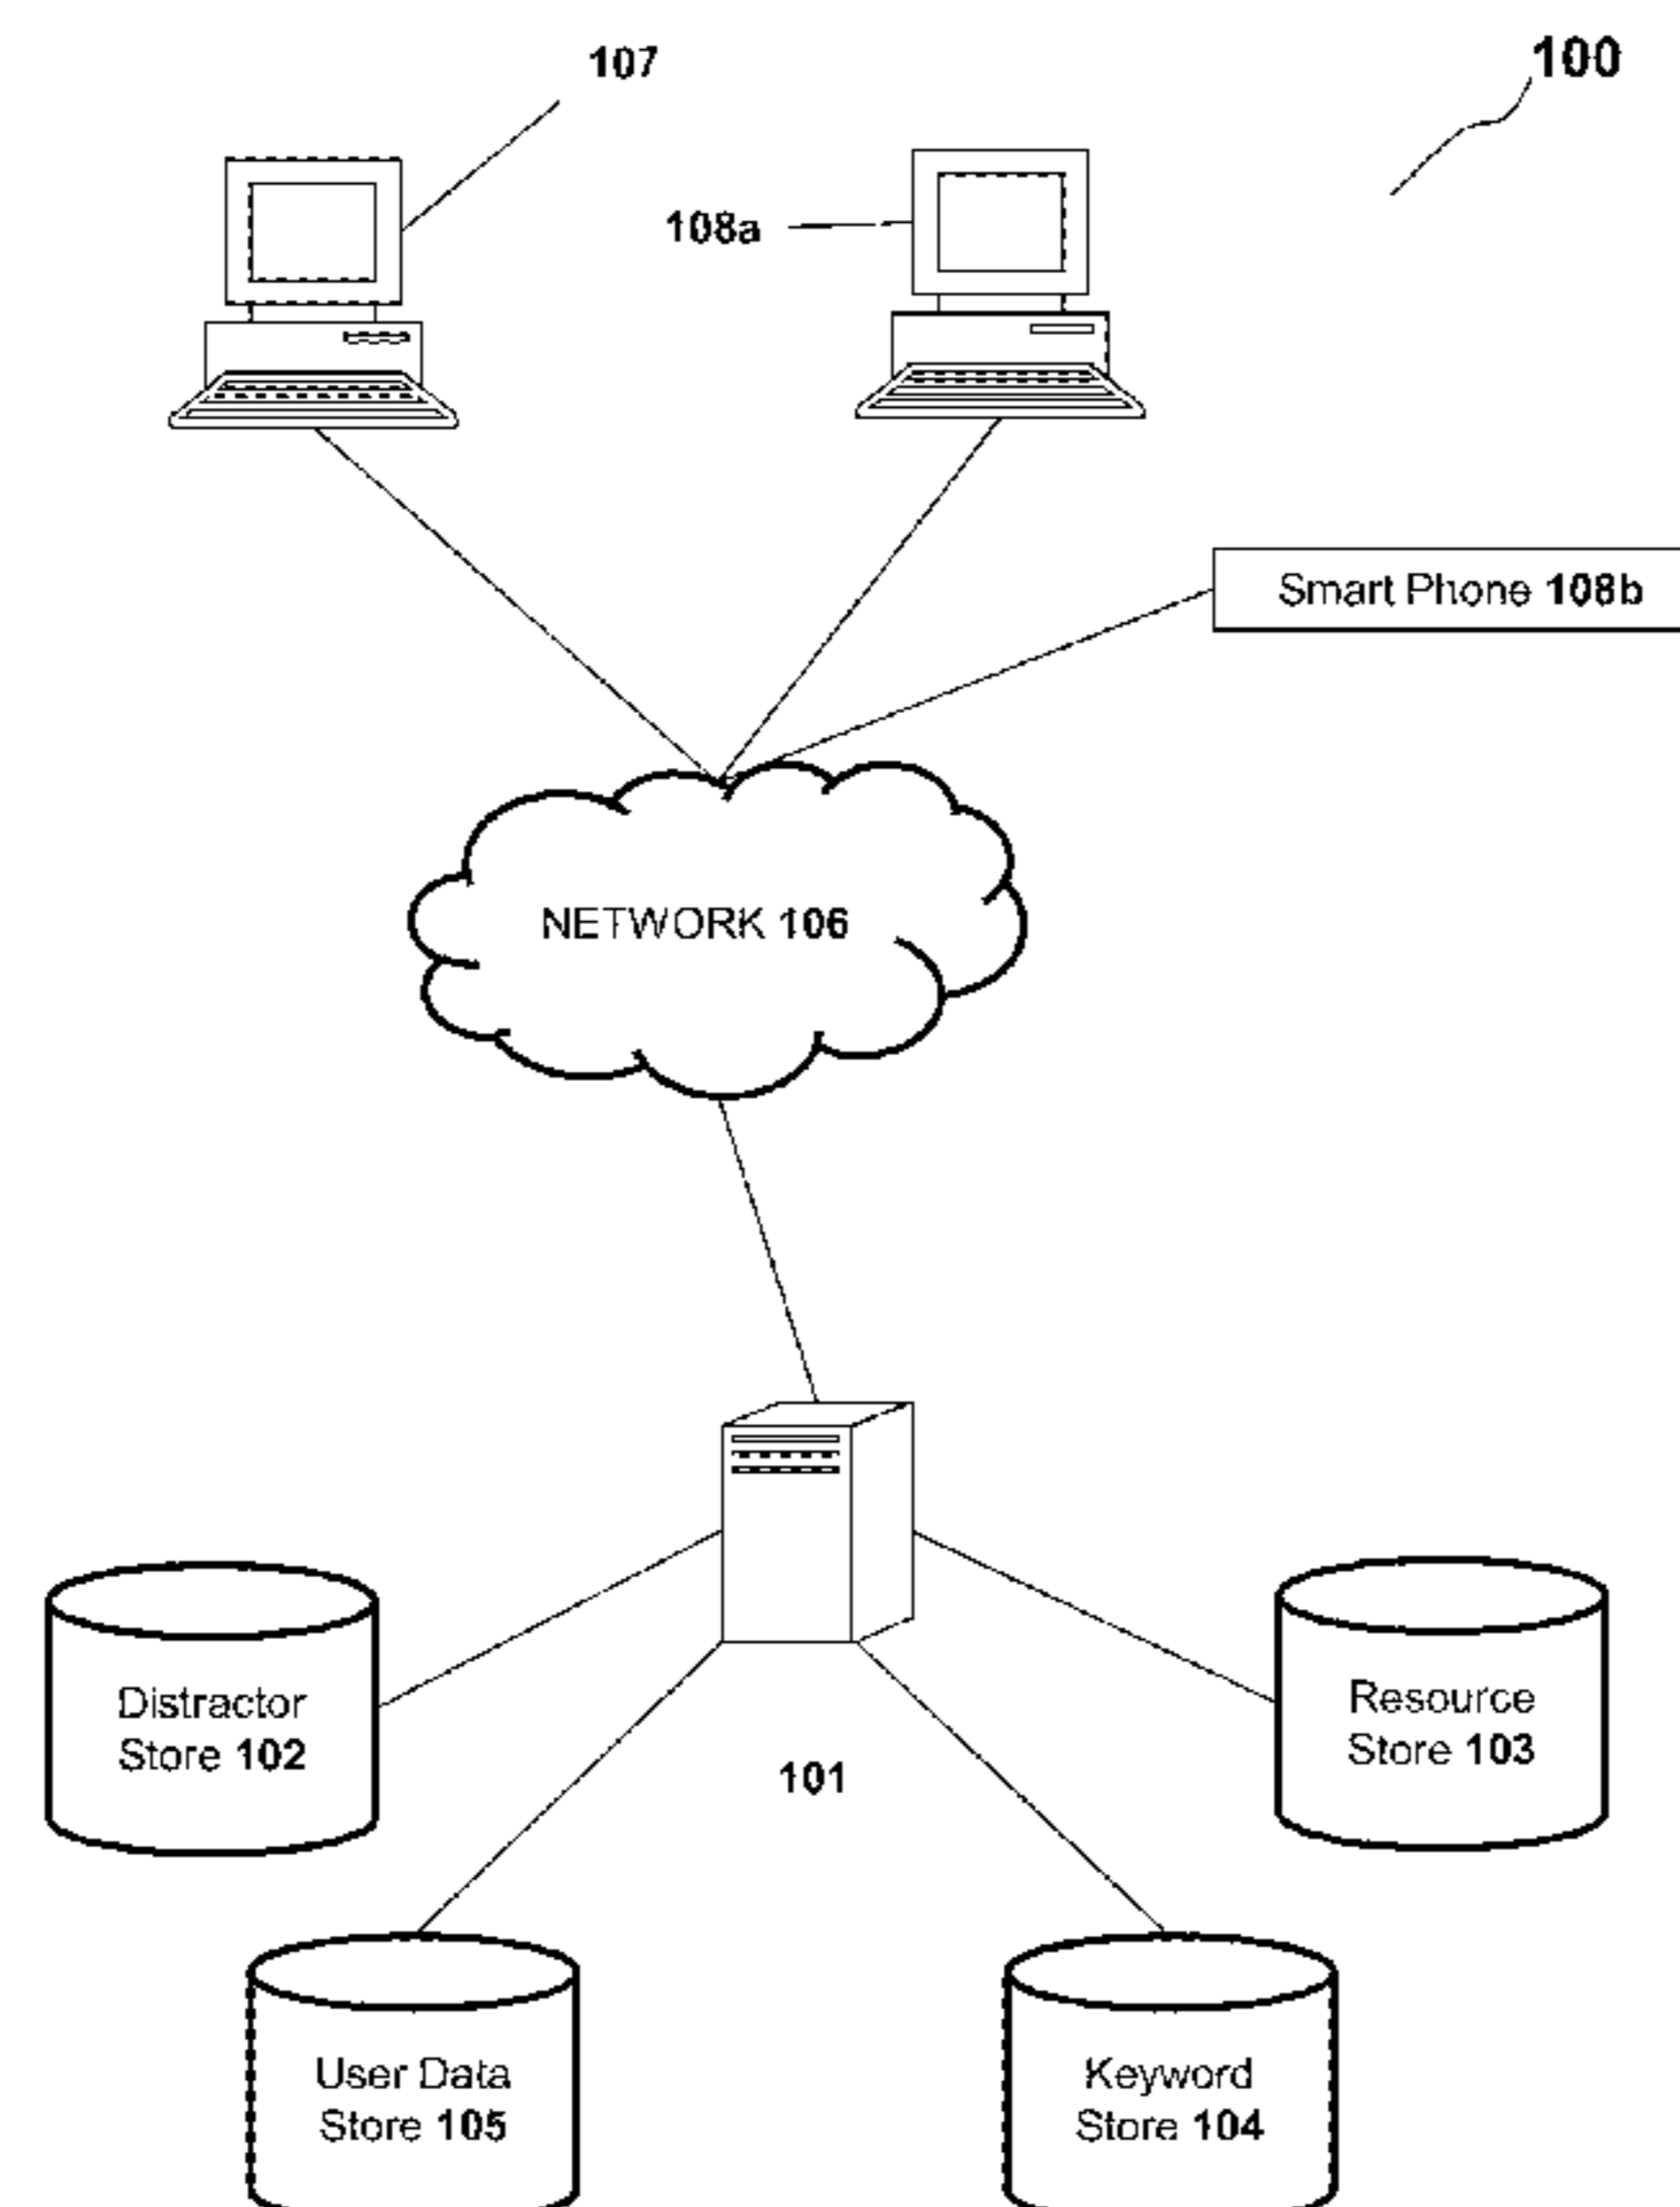 107
100
108a
Smart Phone 108b
NETWORK 106
Distractor
Store 102
Resource
Store 103
101
User Data
Store 105
Keyword
Store 104